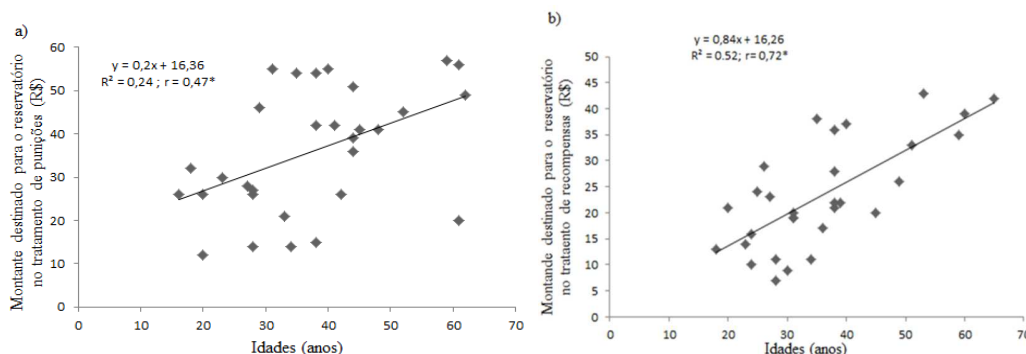 a)
y = 0,2x + 16,36
R² = 0,24 ; r = 0,47*
Montante destinado para o reservatório
no tratamento de punições (R$)
60
50
40
30
20
10
0
0 10 20 30 40 50 60 70
Idades (anos)
b)
y = 0,84x + 16,26
R² = 0.52; r= 0,72*
Montande destinado para o reservatório
no trataento de recompensas (R$)
50
45
40
35
30
25
20
15
10
5
0
0 10 20 30 40 50 60 70
Idades (anos)